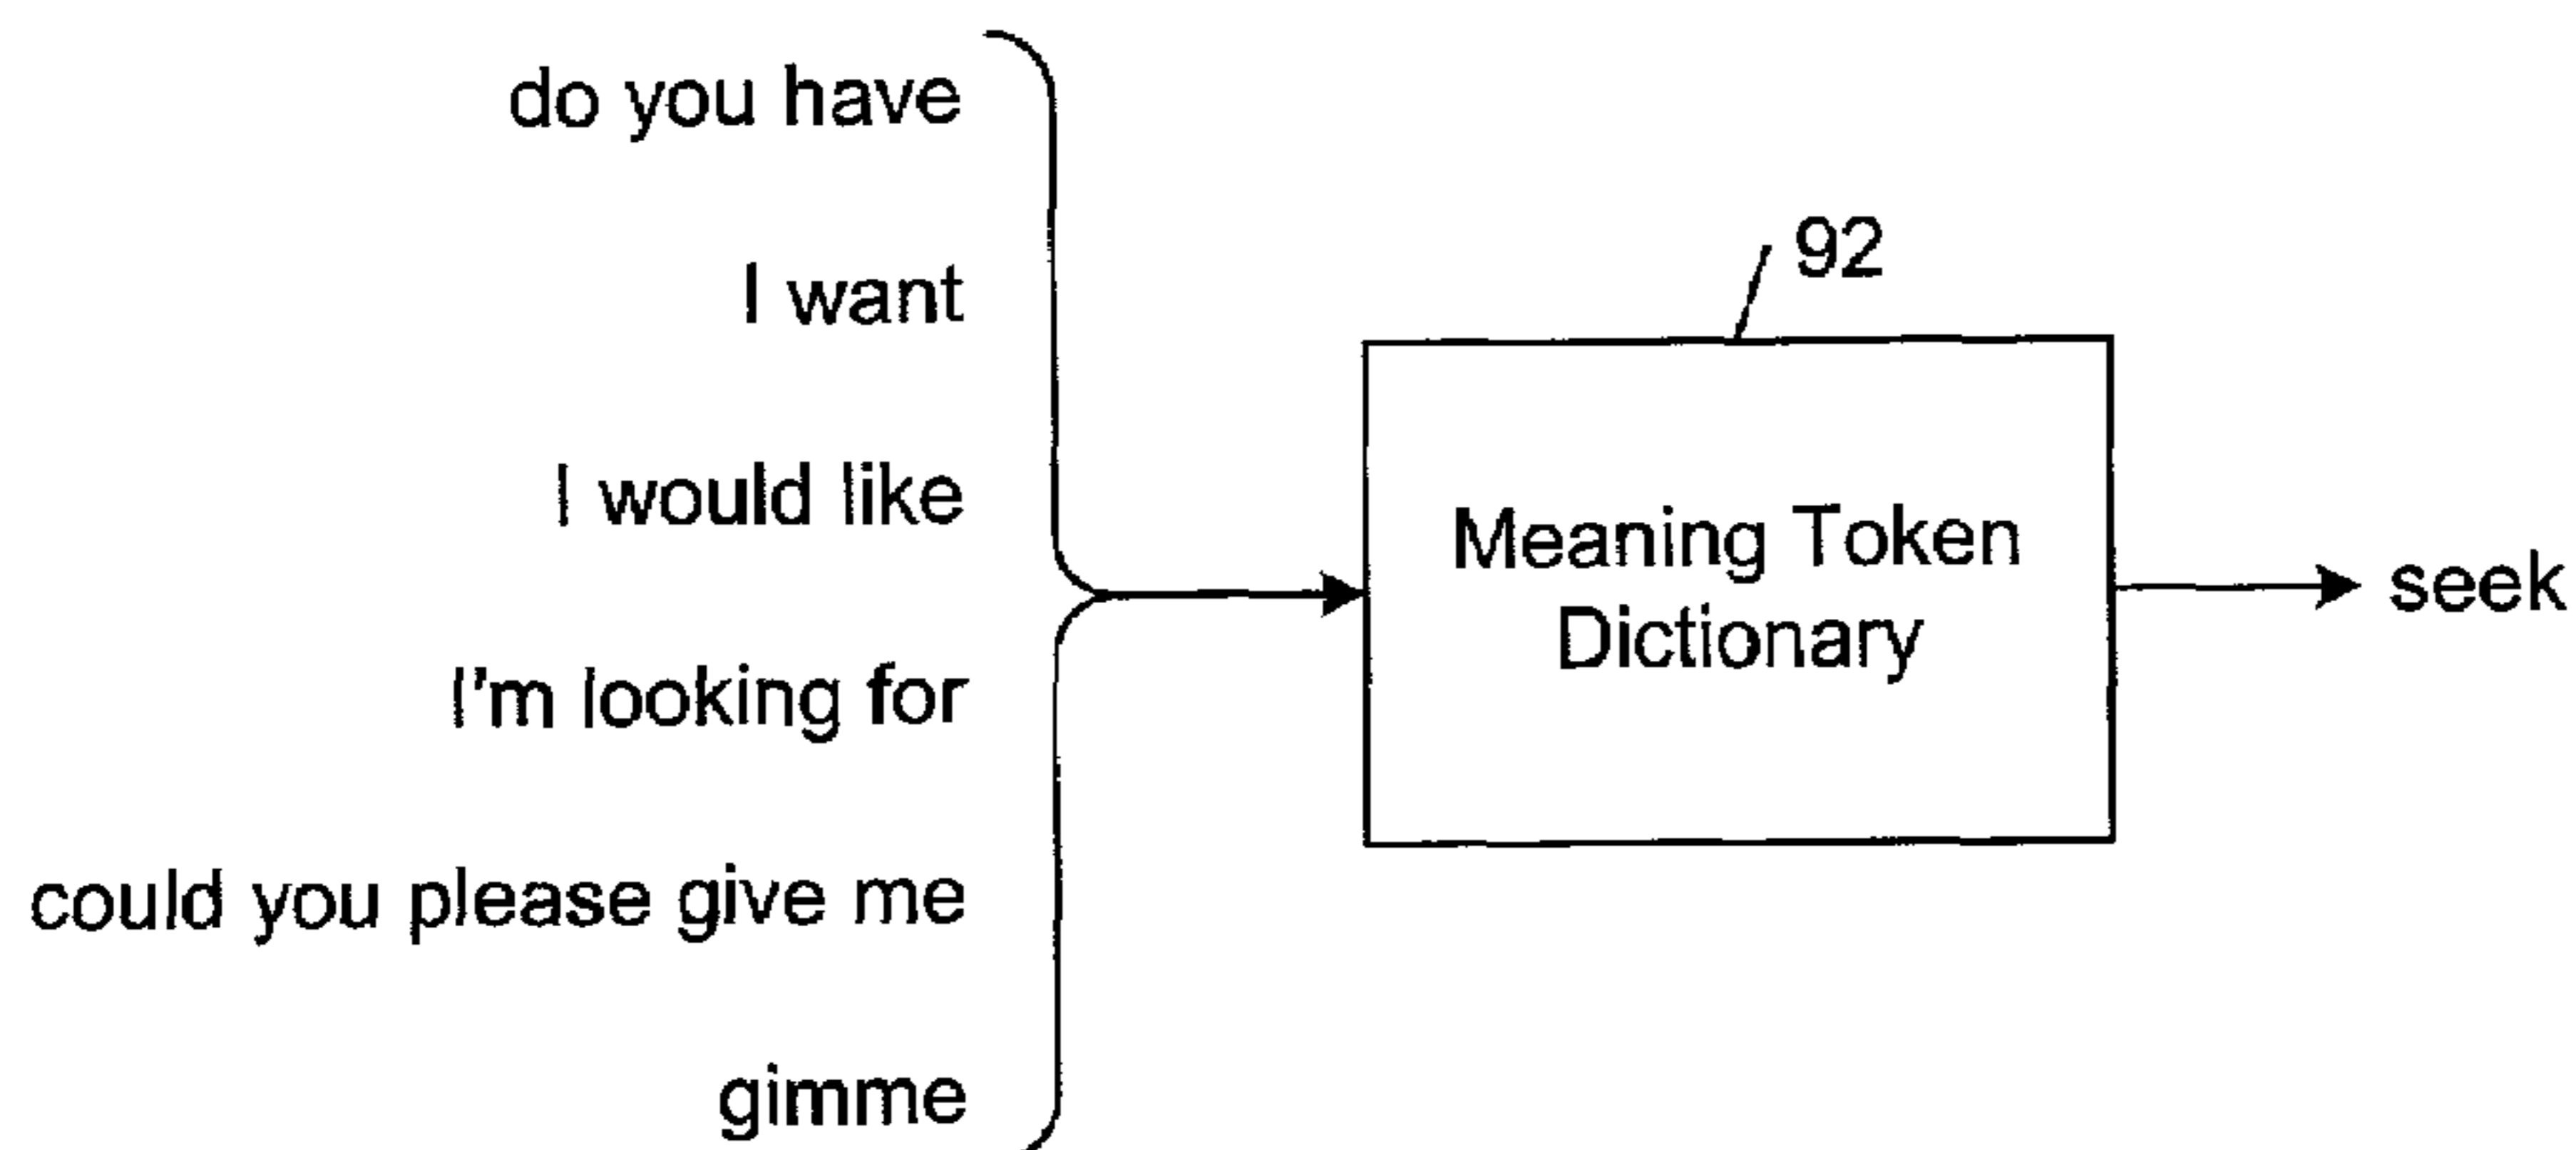 do you have
I want
I would like
I'm looking for
could you please give me
gimme
92
Meaning Token
Dictionary
seek